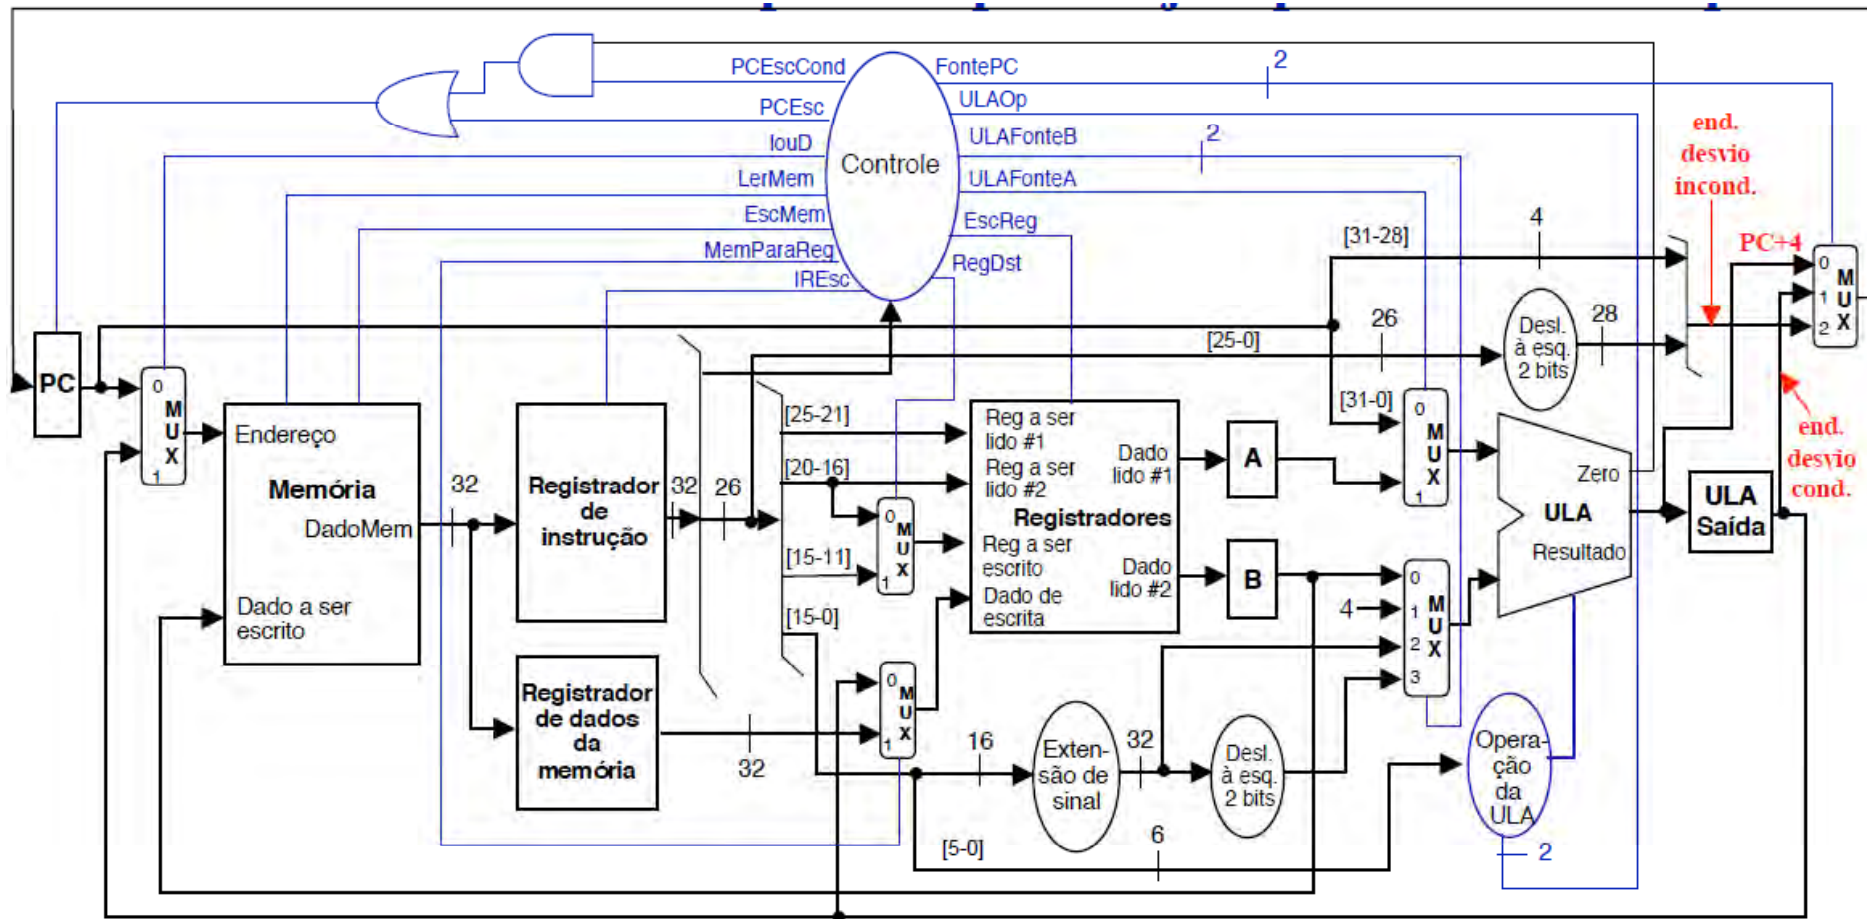 PCEscCond
PCEsc
IouD
LerMem
EscMem
MemParaReg
IREsc
Controle
FontePC
2
ULAOp
ULAFonteB
2
ULAFonteA
EscReg
RegDst
end.
desvio
incond.
PC+4
0
1
2
M
U
X
[31-28]
4
[25-0]
26
Desl.
à esq.
2 bits
28
[31-0]
end.
desvio
cond.
PC
0
M
U
X
1
Endereço
Memória
DadoMem
Dado a ser
escrito
32
Registrador
de
instrução
32
26
Registrador
de dados
da
memória
32
[25-21]
[20-16]
[15-11]
[15-0]
0
M
U
X
1
0
M
U
X
1
Reg a ser
lido #1
Reg a ser
lido #2
Registradores
Reg a ser
escrito
Dado de
escrita
Dado
lido #1
Dado
lido #2
A
B
0
M
U
X
1
4
0
1
2
3
M
U
X
Zero
ULA
Resultado
ULA
Saída
16
Exten-
são de
sinal
32
Desl.
à esq.
2 bits
[5-0]
6
Opera-
ção
da
ULA
2